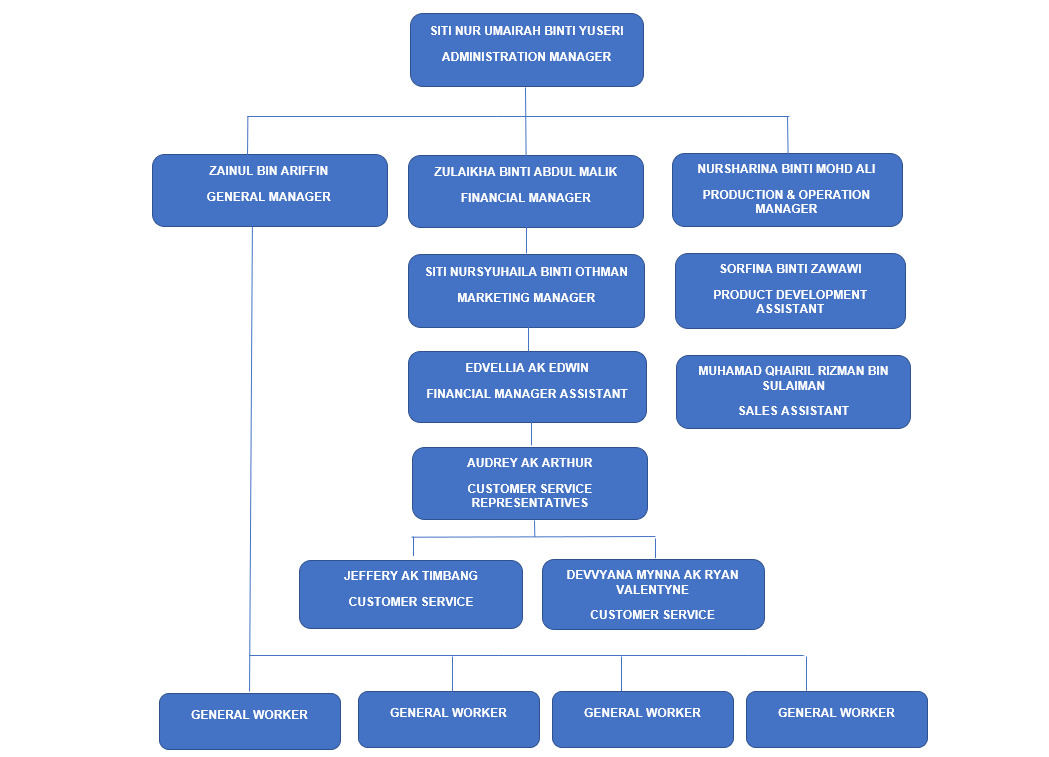 SITI NUR UMAIRAH BINTI YUSERI
ADMINISTRATION MANAGER
ZAINUL BIN ARIFFIN
GENERAL MANAGER
ZULAIKHA BINTI ABDUL MALIK
FINANCIAL MANAGER
NURSHARINA BINTI MOHD ALI
PRODUCTION & OPERATION
MANAGER
SITI NURSYUHAILA BINTI OTHMAN
MARKETING MANAGER
SORFINA BINTI ZAWAWI
PRODUCT DEVELOPMENT
ASSISTANT
EDVELLIA AK EDWIN
FINANCIAL MANAGER ASSISTANT
MUHAMAD QHAIRIL RIZMAN BIN
SULAIMAN
SALES ASSISTANT
AUDREY AK ARTHUR
CUSTOMER SERVICE
REPRESENTATIVES
JEFFERY AK TIMBANG
CUSTOMER SERVICE
DEVVYANA MYNNA AK RYAN
VALENTYNE
CUSTOMER SERVICE
GENERAL WORKER
GENERAL WORKER
GENERAL WORKER
GENERAL WORKER